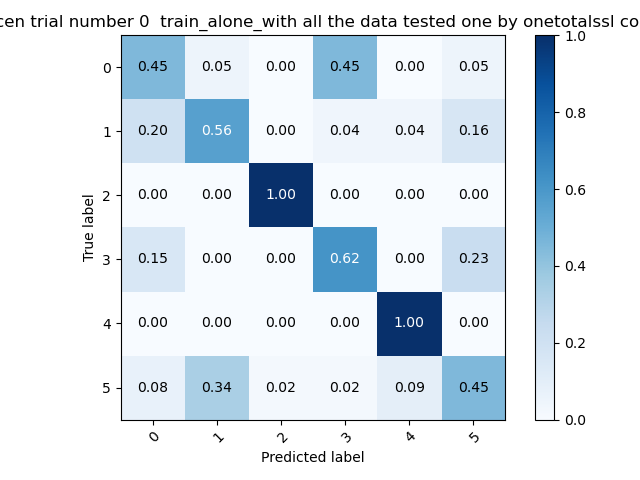 trial number 0  train_alone_with all the data tested one by onetotalssl
1.0
0 0.45 0.05 0.00 0.45 0.00 0.05
0.8
1 0.20 0.56 0.00 0.04 0.04 0.16
2 0.00 0.00 1.00 0.00 0.00 0.00
0.6
True label
3 0.15 0.00 0.00 0.62 0.00 0.23
0.4
4 0.00 0.00 0.00 0.00 1.00 0.00
0.2
5 0.08 0.34 0.02 0.02 0.09 0.45
0.0
0 1 2 3 4 5
Predicted label